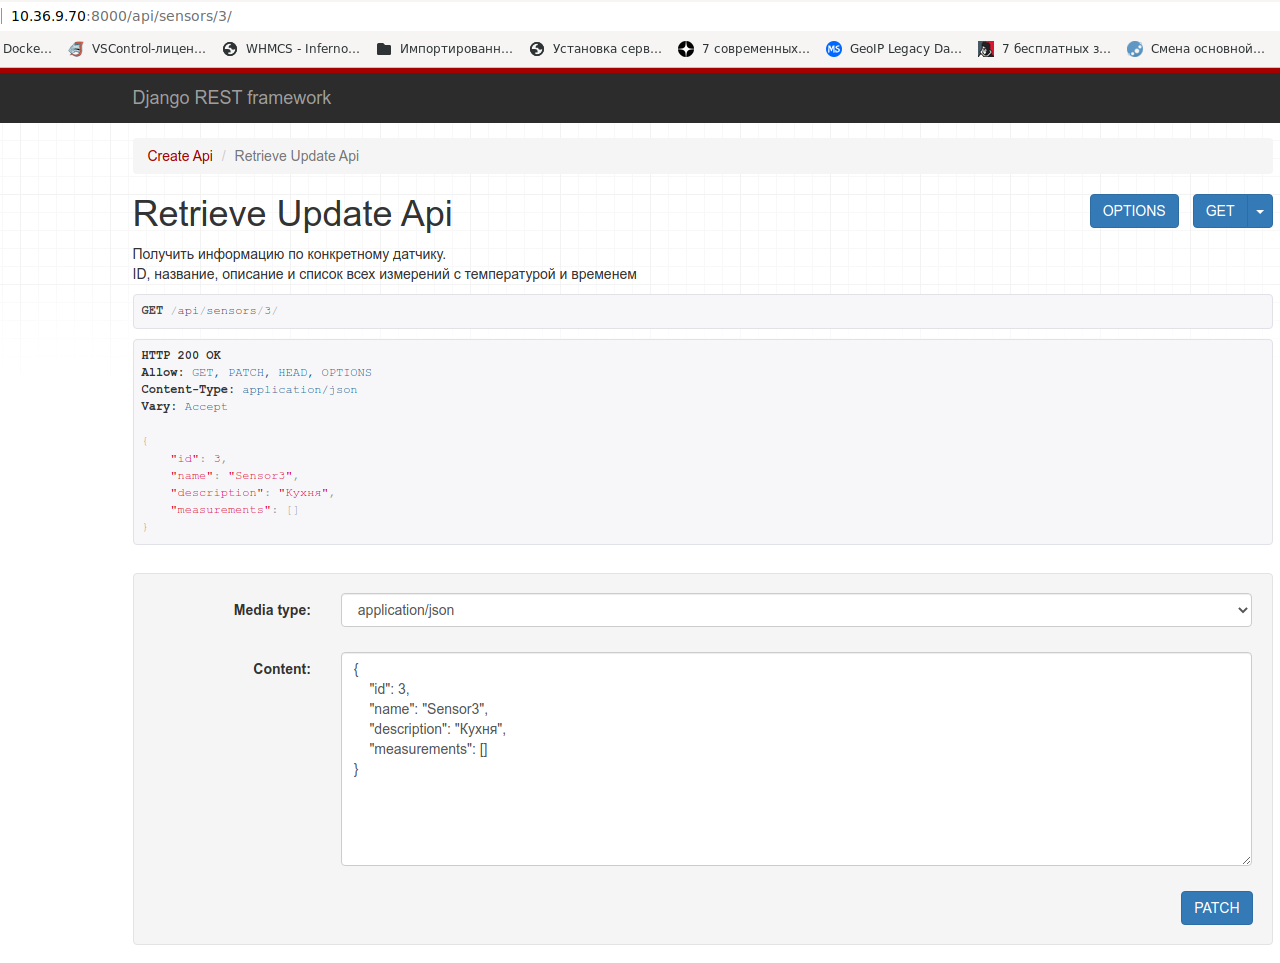 10.36.9.70:8000/api/sensors/3/
Docke... VSControl-лицен... WHMCS - Inferno... Импортированн... Установка серв... 7 современных... GeoIP Legacy Da... 7 бесплатных з... Смена основной...
Django REST framework
Create Api / Retrieve Update Api
Retrieve Update Api OPTIONS GET
Получить информацию по конкретному датчику.
ID, название, описание и список всех измерений с температурой и временем
GET /api/sensors/3/
HTTP 200 OK
Allow: GET, PATCH, HEAD, OPTIONS
Content-Type: application/json
Vary: Accept
{
"id": 3,
"name": "Sensor3",
"description": "Кухня",
"measurements": []
}
Media type: application/json
Content: {
"id": 3,
"name": "Sensor3",
"description": "Кухня",
"measurements": []
}
PATCH